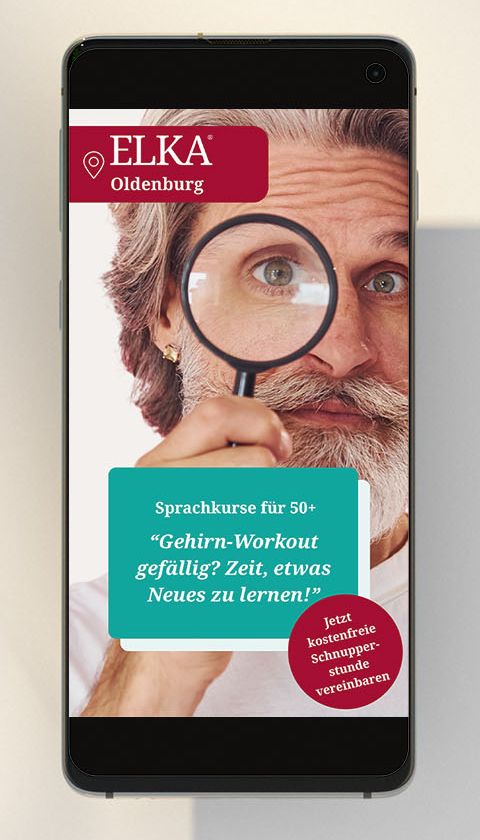 ELKA®
Oldenburg
Sprachkurse für 50+
“Gehirn-Workout
gefällig? Zeit, etwas
Neues zu lernen!”
Jetzt
kostenfreie
Schnupper-
stunde
vereinbaren